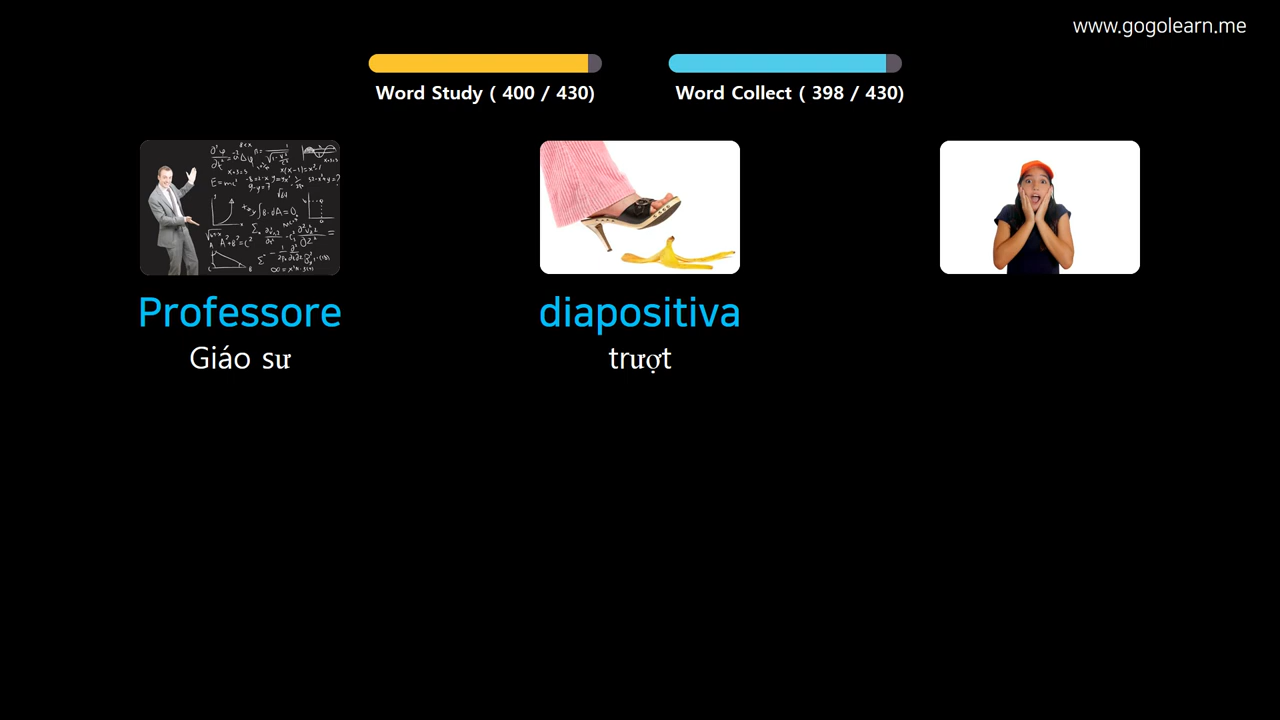 www.gogolearn.me
Word Study ( 400 / 430)
Word Collect ( 398 / 430)
Professore
Giáo sư
diapositiva
trượt